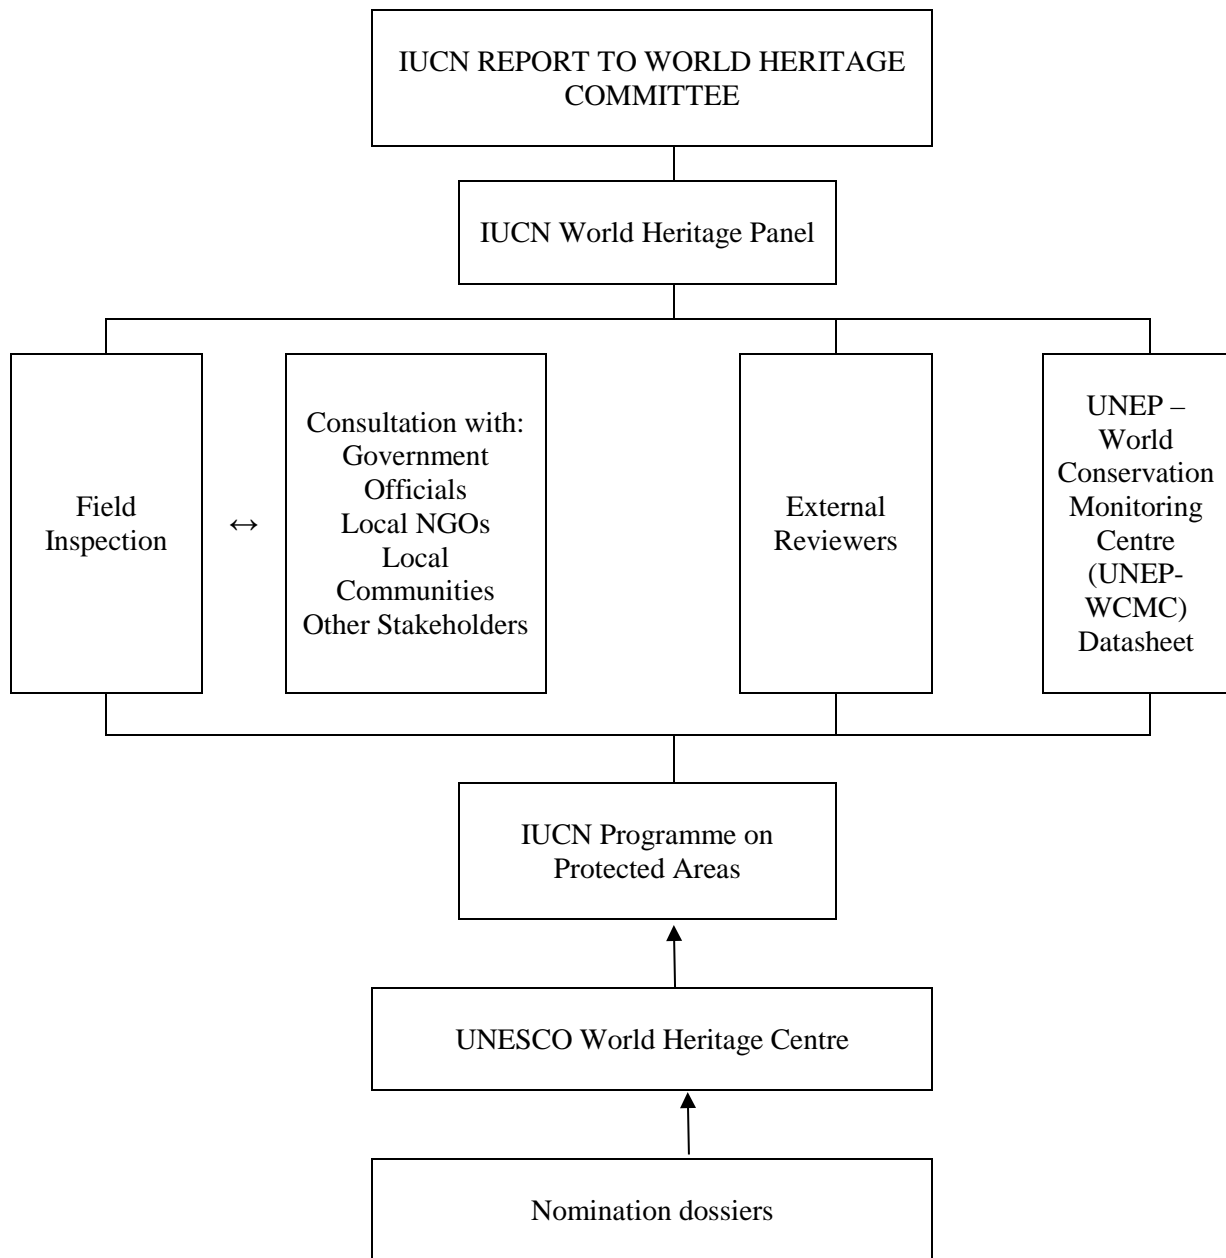 IUCN REPORT TO WORLD HERITAGE
COMMITTEE
IUCN World Heritage Panel
Field
Inspection
↔
Consultation with:
Government
Officials
Local NGOs
Local
Communities
Other Stakeholders
External
Reviewers
UNEP –
World
Conservation
Monitoring
Centre
(UNEP-
WCMC)
Datasheet
IUCN Programme on
Protected Areas
UNESCO World Heritage Centre
Nomination dossiers